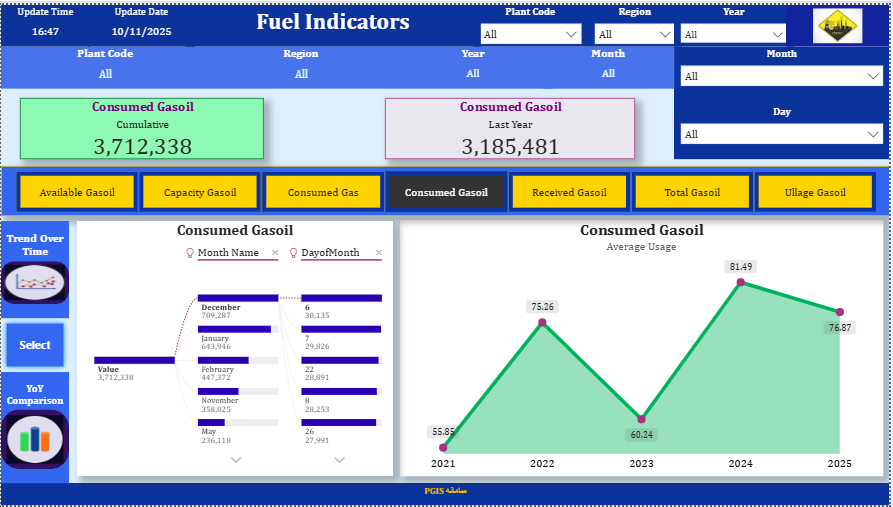 Update Time
Update Date
Fuel Indicators
Plant Code
Region
Year
16:47
10/11/2025
All
All
All
Plant Code
Region
Year
Month
All
All
All
All
Month
All
Day
All
Consumed Gasoil
Cumulative
3,712,338
Consumed Gasoil
Last Year
3,185,481
Available Gasoil
Capacity Gasoil
Consumed Gas
Consumed Gasoil
Received Gasoil
Total Gasoil
Ullage Gasoil
Trend Over
Time
Select
YoY
Comparison
Consumed Gasoil
Month Name
DayofMonth
Value
3,712,338
December
709,287
January
643,946
February
447,372
November
358,025
May
236,118
6
30,135
7
29,826
22
28,891
8
28,253
26
27,991
Consumed Gasoil
Average Usage
55.85
75.26
60.24
81.49
76.87
2021
2022
2023
2024
2025
سامانه PGIS